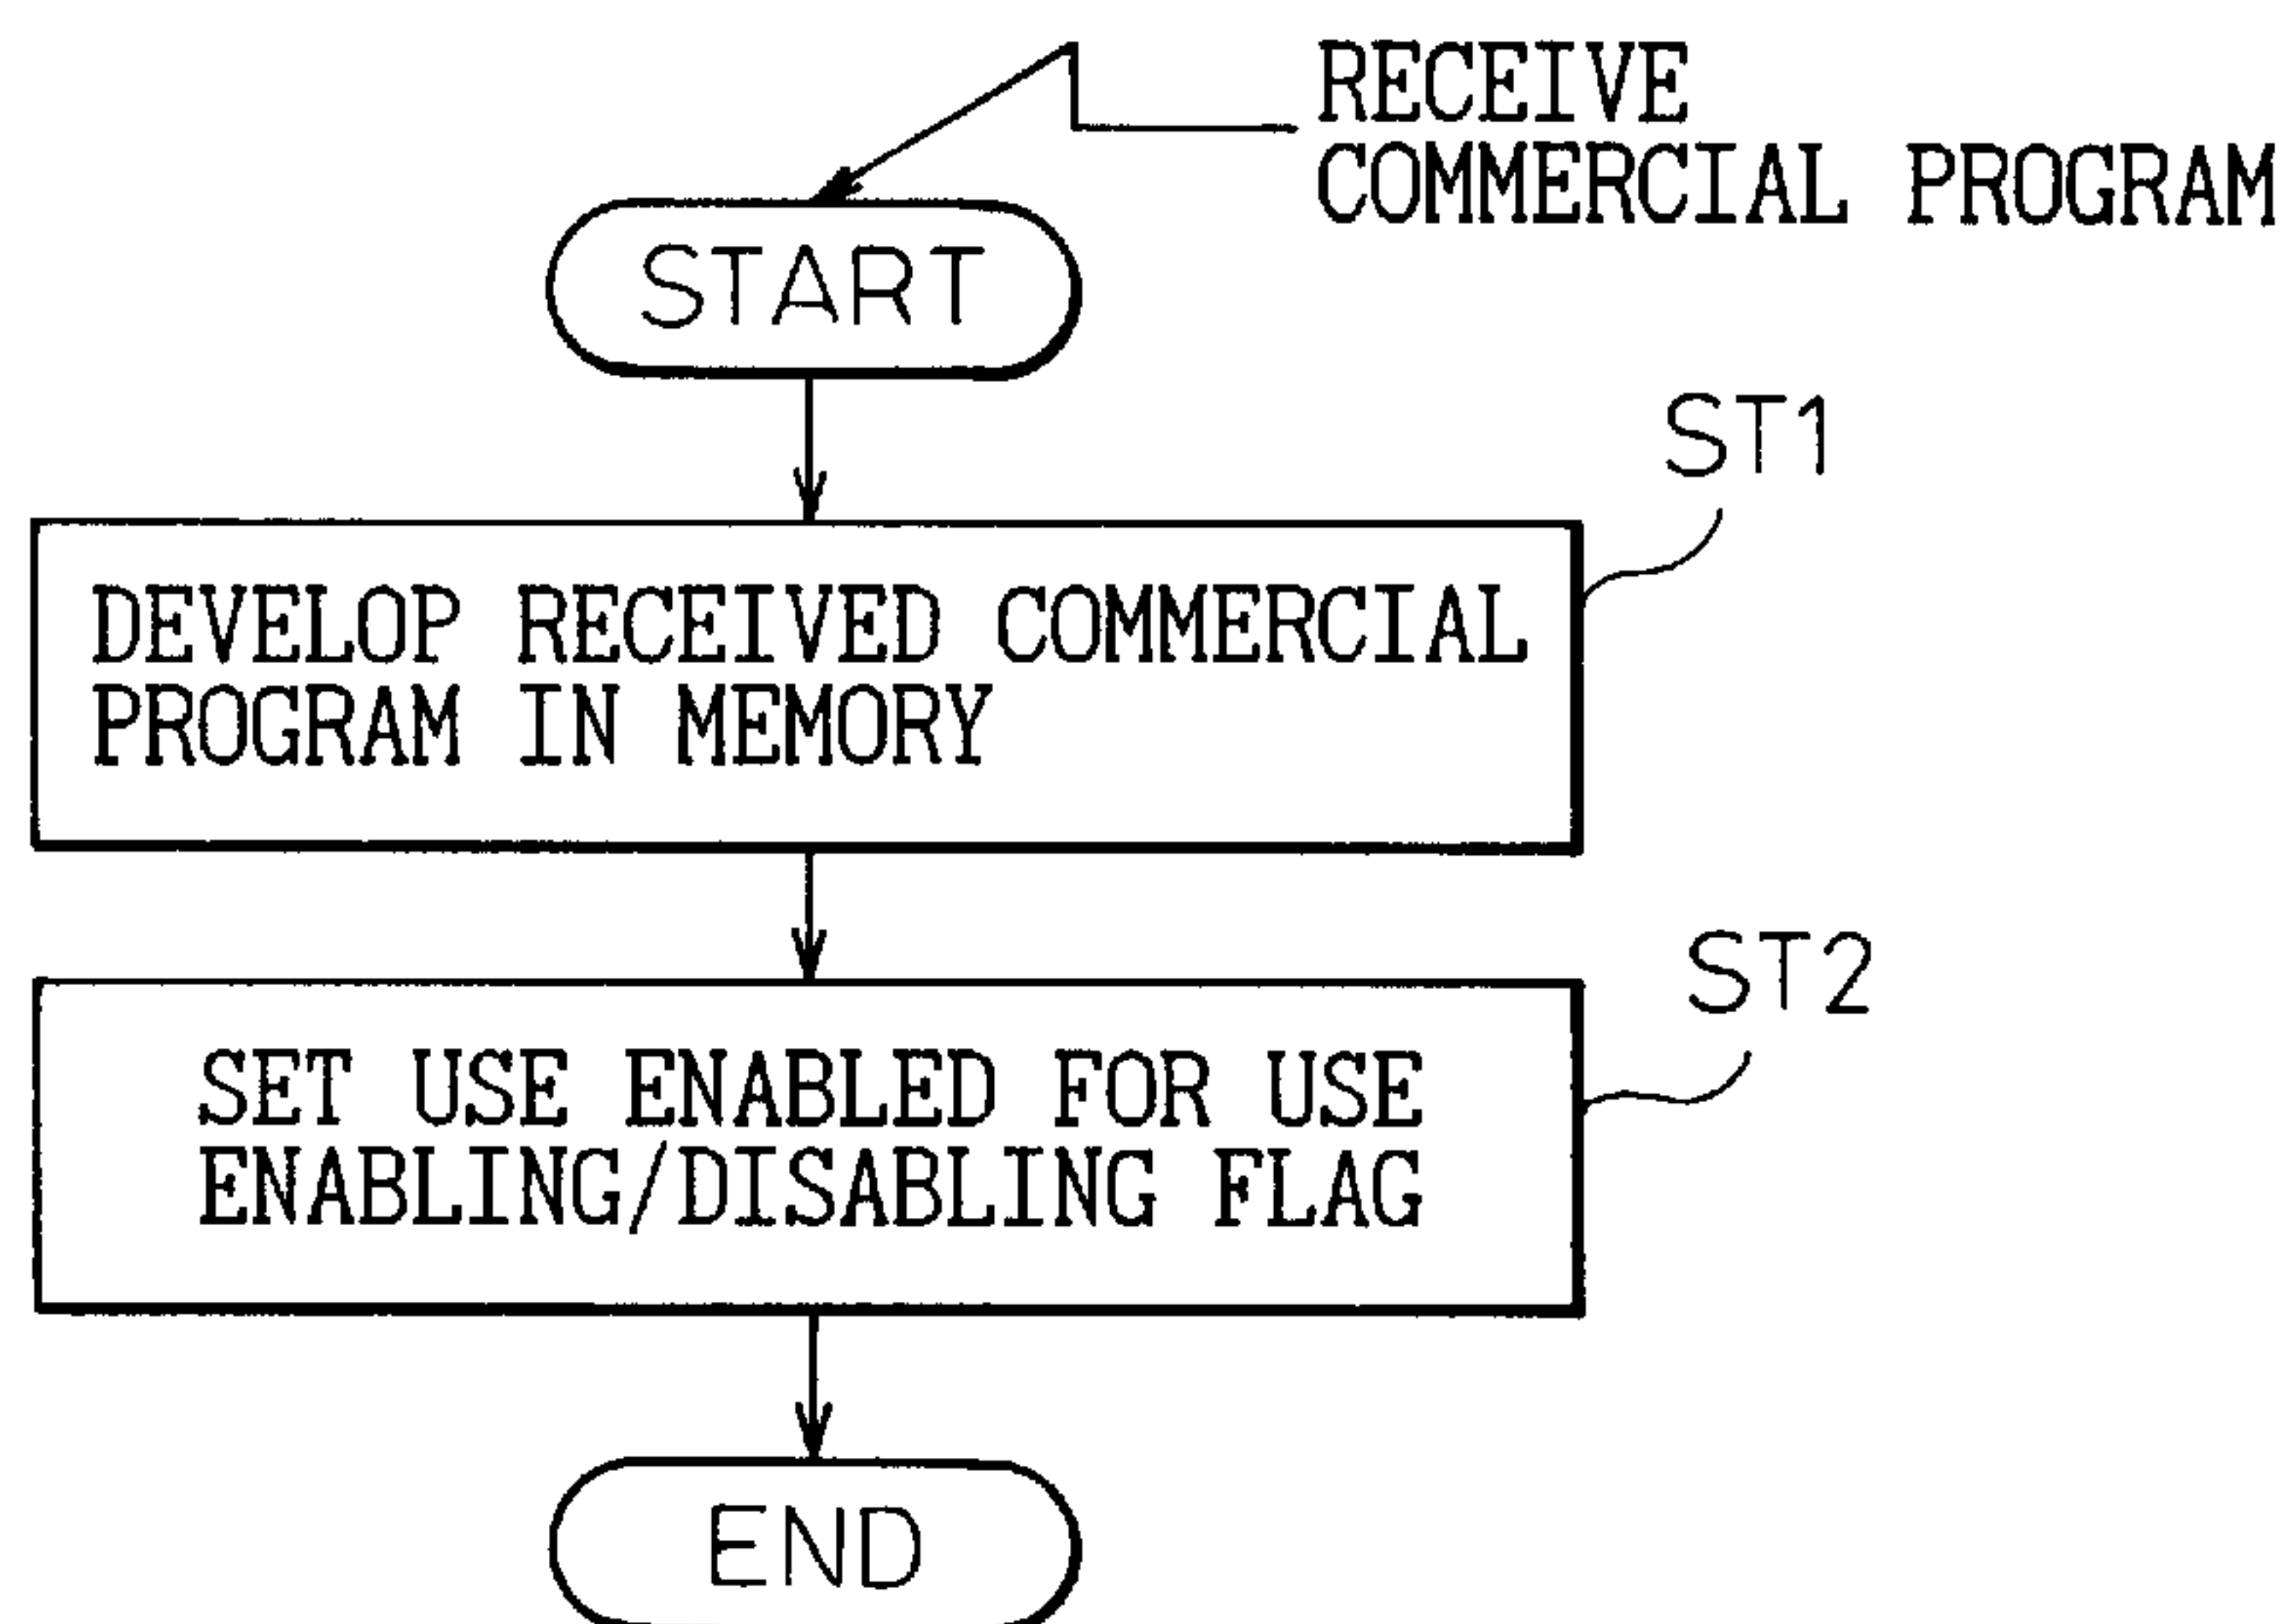 RECEIVE
COMMERCIAL PROGRAM
START
ST1
DEVELOP RECEIVED COMMERCIAL
PROGRAM IN MEMORY
ST2
SET USE ENABLED FOR USE
ENABLING/DISABLING FLAG
END